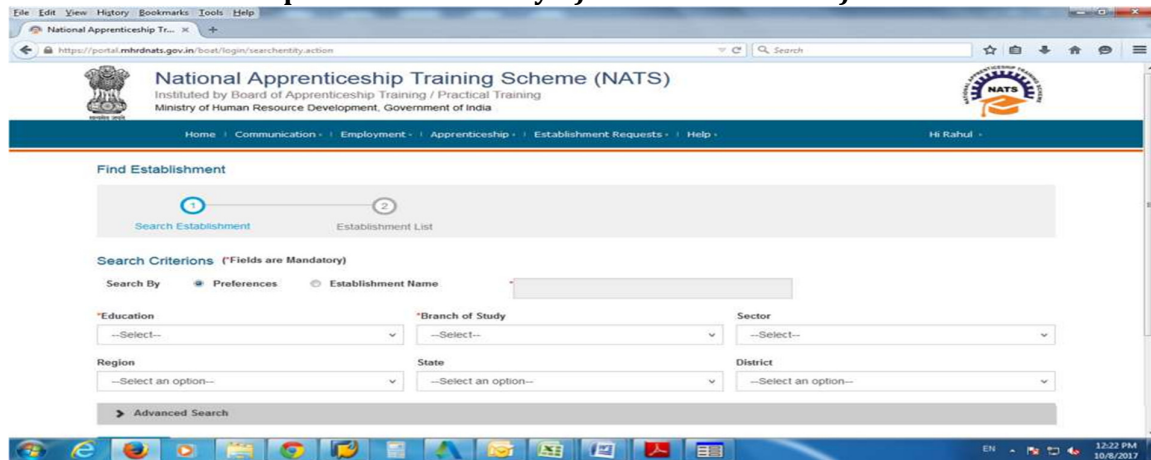 File Edit View History Bookmarks Tools Help
National Apprenticeship Tr... × +
https://portal.mhrdnats.gov.in/boat/login/searchentity.action
Search
National Apprenticeship Training Scheme (NATS)
Instituted by Board of Apprenticeship Training / Practical Training
Ministry of Human Resource Development, Government of India
NATS
Home Communication Employment Apprenticeship Establishment Requests Help Hi Rahul
Find Establishment
1 2
Search Establishment Establishment List
Search Criterions (*Fields are Mandatory)
Search By Preferences Establishment Name *
*Education *Branch of Study Sector
--Select-- --Select-- --Select--
Region State District
--Select an option-- --Select an option-- --Select an option--
Advanced Search
EN 12:22 PM
10/8/2017